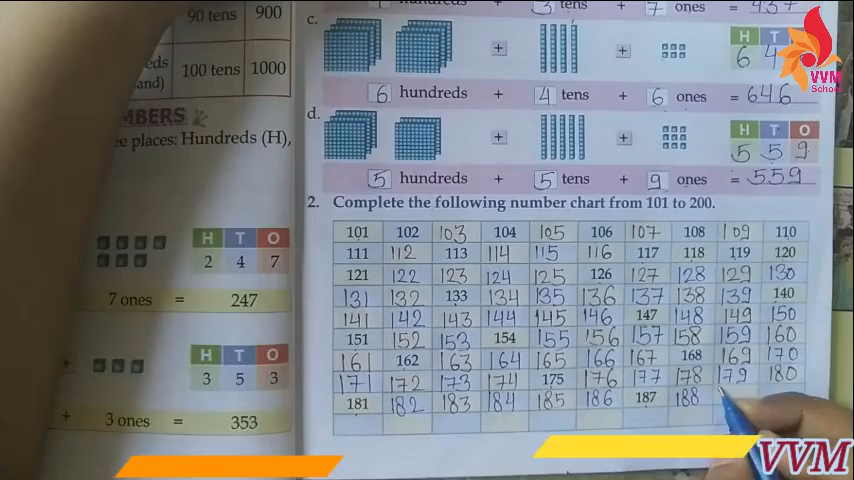 3 tens + 7 ones = 437
90 tens 900
100 tens 1000
c.
+ +
H T
6 4
6 hundreds + 4 tens + 6 ones = 646
d.
+ +
H T O
5 5 9
5 hundreds + 5 tens + 9 ones = 559
places: Hundreds (H),
H T O
2 4 7
7 ones = 247
H T O
3 5 3
+ 3 ones = 353
2. Complete the following number chart from 101 to 200.
101 102 103 104 105 106 107 108 109 110
111 112 113 114 115 116 117 118 119 120
121 122 123 124 125 126 127 128 129 130
131 132 133 134 135 136 137 138 139 140
141 142 143 144 145 146 147 148 149 150
151 152 153 154 155 156 157 158 159 160
161 162 163 164 165 166 167 168 169 170
171 172 173 174 175 176 177 178 179 180
181 182 183 184 185 186 187 188
VVM
School
VVM